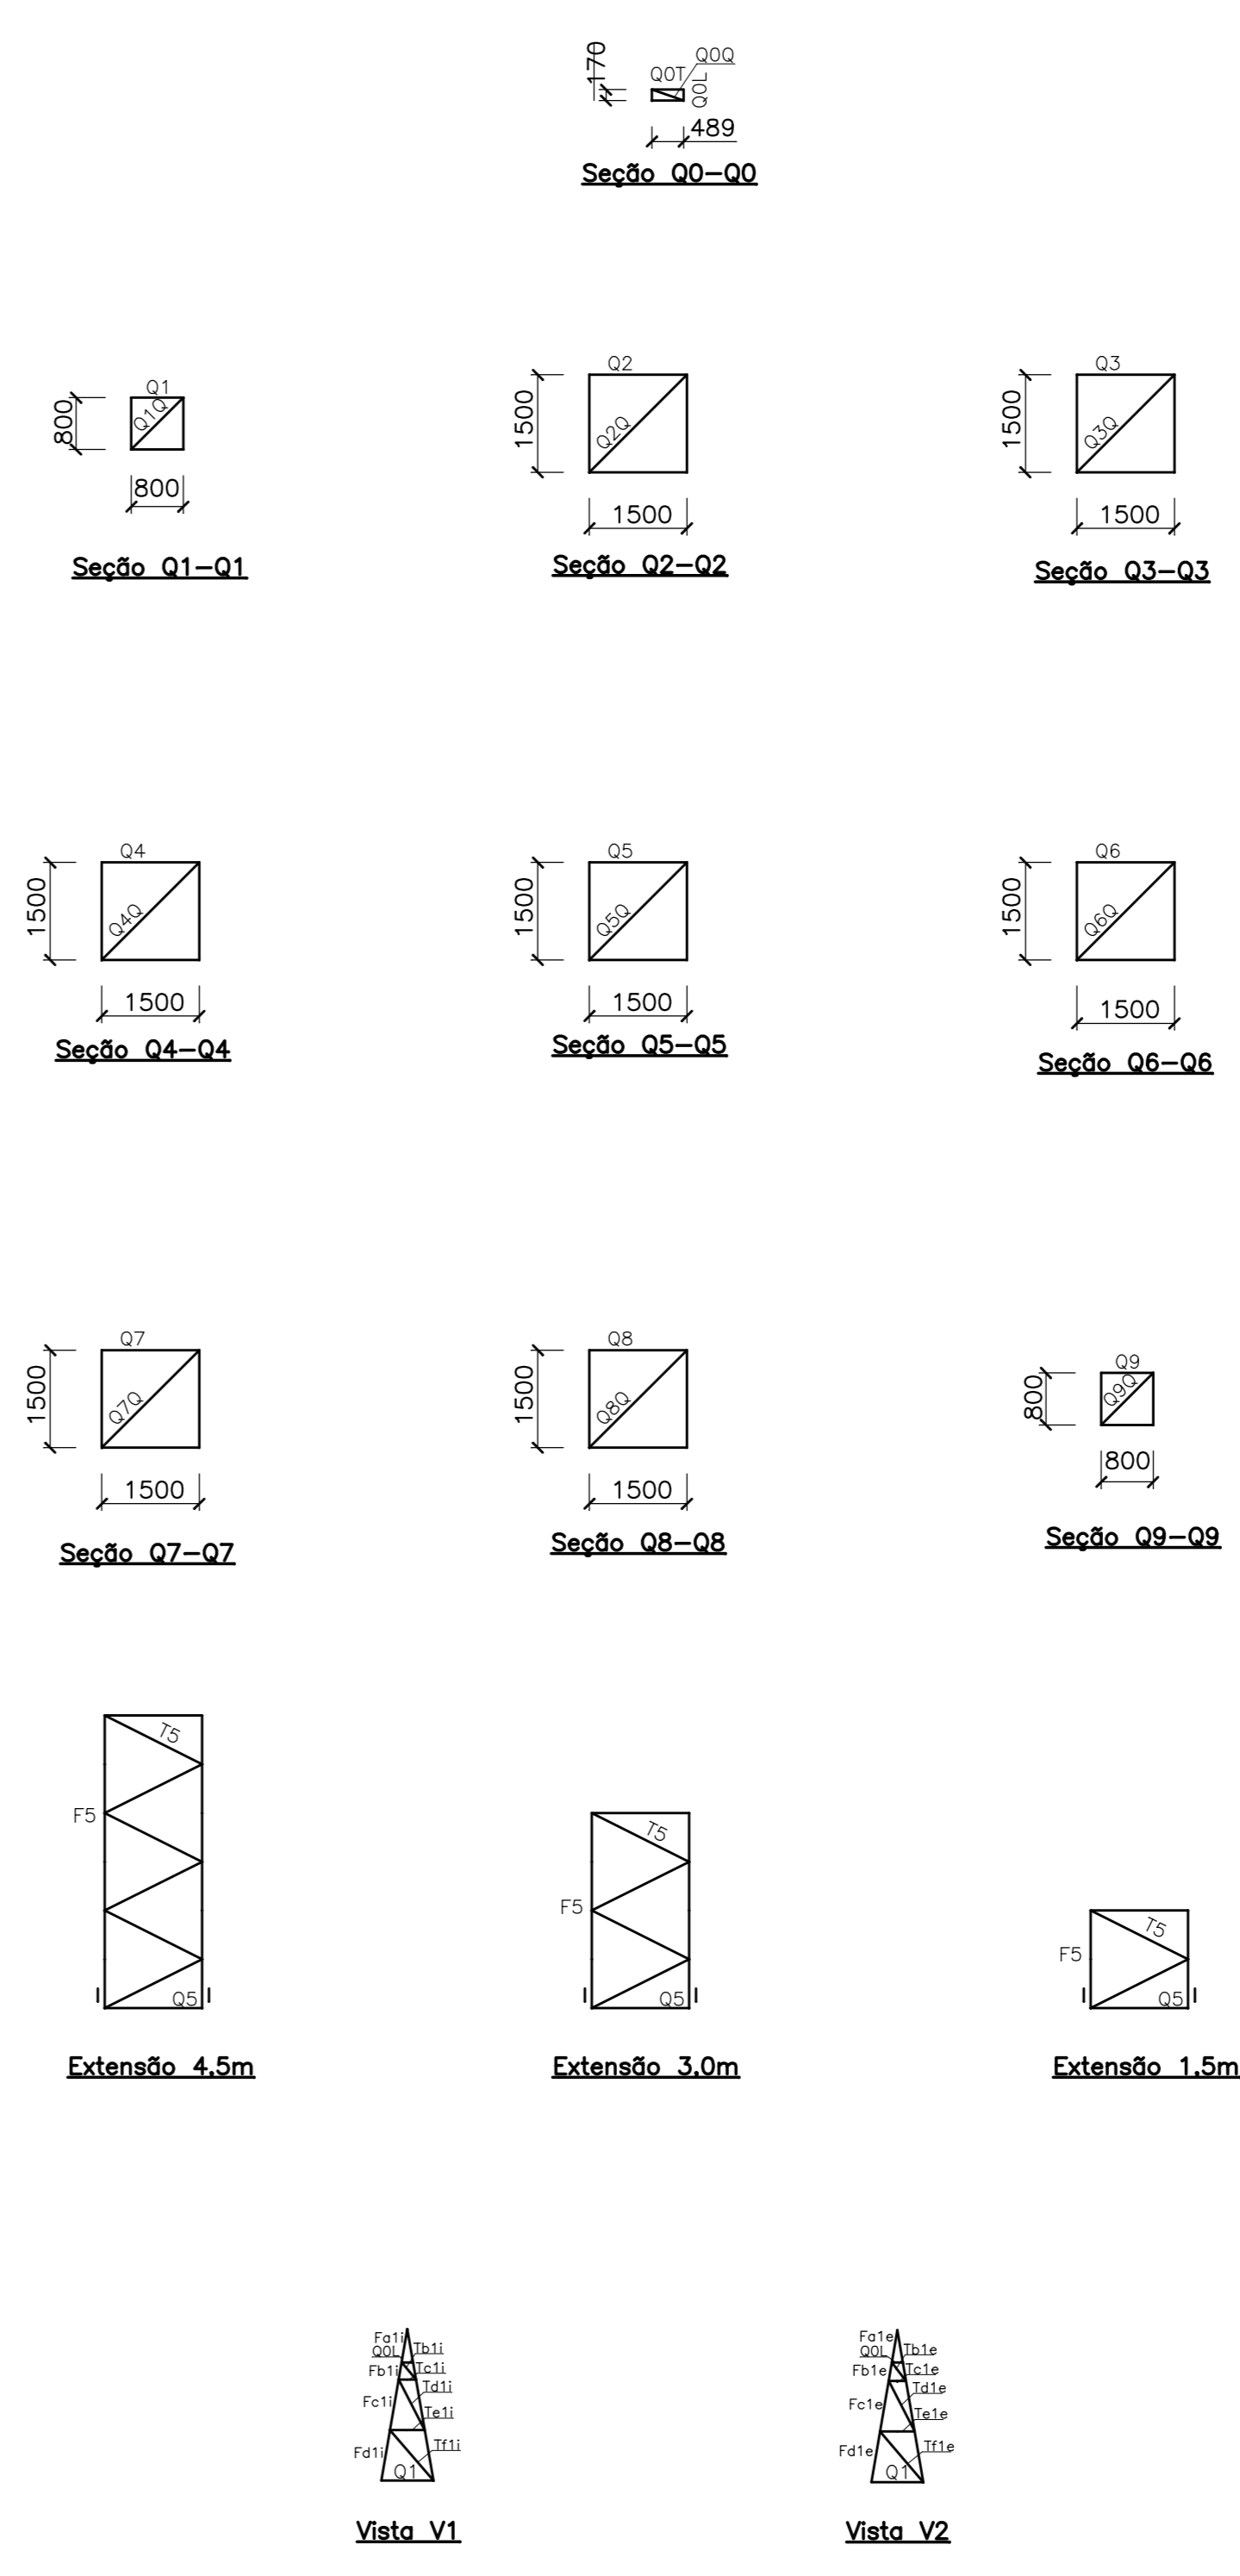 170
Q0T
Q0Q
Q0L
489
Seção Q0-Q0
Q1
Q1Q
800
800
Seção Q1-Q1
Q2
Q2Q
1500
1500
Seção Q2-Q2
Q3
Q3Q
1500
1500
Seção Q3-Q3
Q4
Q4Q
1500
1500
Seção Q4-Q4
Q5
Q5Q
1500
1500
Seção Q5-Q5
Q6
Q6Q
1500
1500
Seção Q6-Q6
Q7
Q7Q
1500
1500
Seção Q7-Q7
Q8
Q8Q
1500
1500
Seção Q8-Q8
Q9
Q9Q
800
800
Seção Q9-Q9
T5
F5
Q5
Extensão 4,5m
T5
F5
Q5
Extensão 3,0m
T5
F5
Q5
Extensão 1,5m
Fa1i
Q0L
Tb1i
Fb1i
Tc1i
Td1i
Fc1i
Te1i
Fd1i
Tf1i
Q1
Vista V1
Fa1e
Q0L
Tb1e
Fb1e
Tc1e
Td1e
Fc1e
Te1e
Fd1e
Tf1e
Q1
Vista V2